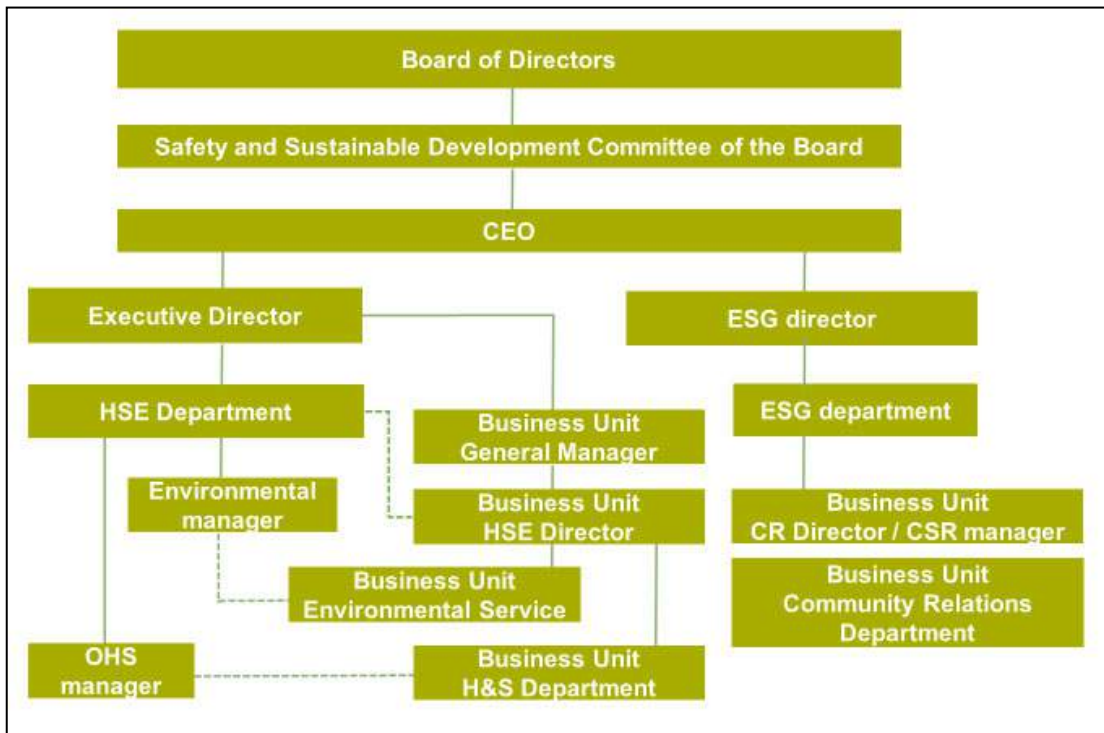 Board of Directors
Safety and Sustainable Development Committee of the Board
CEO
Executive Director
ESG director
HSE Department
ESG department
Business Unit
General Manager
Environmental
manager
Business Unit
HSE Director
Business Unit
CR Director / CSR manager
Business Unit
Environmental Service
Business Unit
Community Relations
Department
OHS
manager
Business Unit
H&S Department